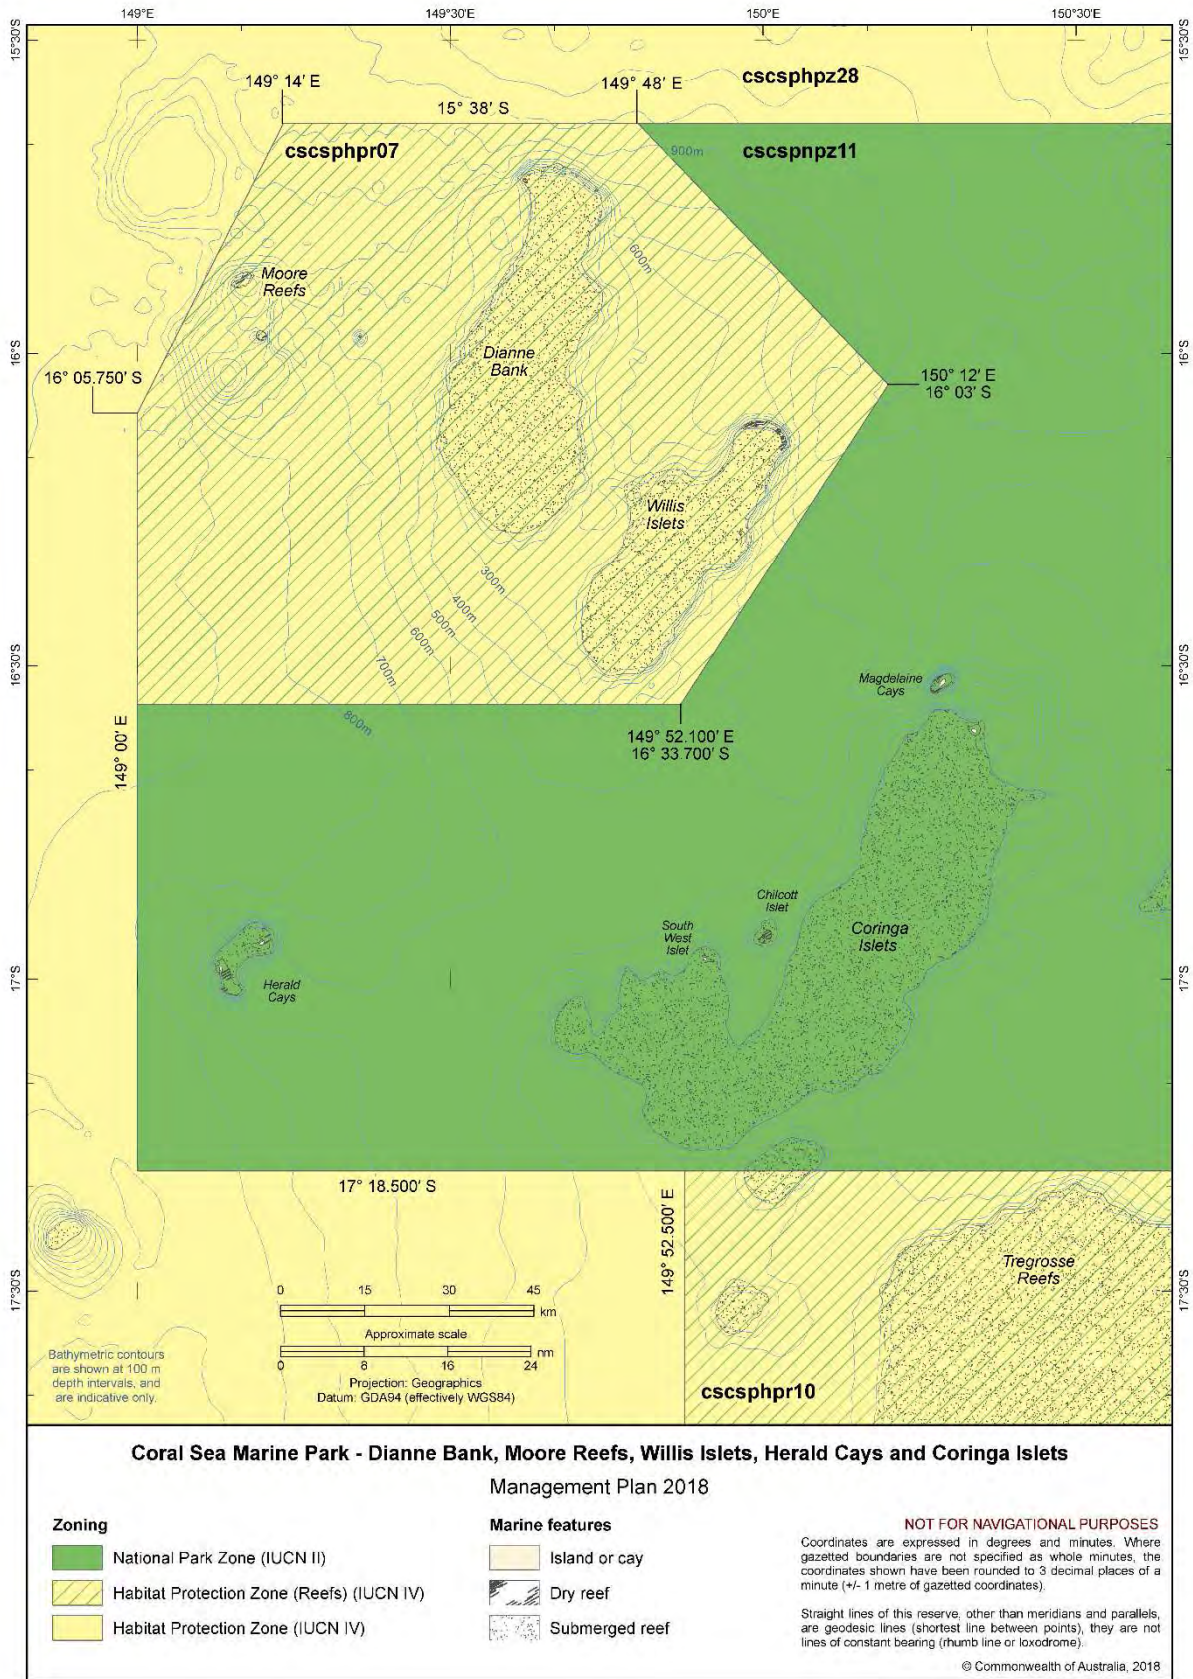 149°E
149°30'E
150°E
150°30'E
15°30'S
15°30'S
149° 14' E
149° 48' E
cscsphpz28
15° 38' S
cscsphpr07
cscspnpz11
900m
600m
Moore
Reefs
Dianne
Bank
16°S
16°S
16° 05.750' S
150° 12' E
16° 03' S
Willis
Islets
300m
400m
500m
600m
700m
16°30'S
16°30'S
Magdelaine
Cays
800m
149° 00' E
149° 52.100' E
16° 33.700' S
Chilcott
Islet
South
West
Islet
Coringa
Islets
Herald
Cays
17°S
17°S
17° 18.500' S
149° 52.500' E
Tregrosse
Reefs
17°30'S
17°30'S
0 15 30 45 km
Approximate scale
0 8 16 24 nm
Projection: Geographics
Datum: GDA94 (effectively WGS84)
Bathymetric contours
are shown at 100 m
depth intervals, and
are indicative only.
cscsphpr10
Coral Sea Marine Park - Dianne Bank, Moore Reefs, Willis Islets, Herald Cays and Coringa Islets
Management Plan 2018
Zoning
National Park Zone (IUCN II)
Habitat Protection Zone (Reefs) (IUCN IV)
Habitat Protection Zone (IUCN IV)
Marine features
Island or cay
Dry reef
Submerged reef
NOT FOR NAVIGATIONAL PURPOSES
Coordinates are expressed in degrees and minutes. Where
gazetted boundaries are not specified as whole minutes, the
coordinates shown have been rounded to 3 decimal places of a
minute (+/- 1 metre of gazetted coordinates).
Straight lines of this reserve, other than meridians and parallels,
are geodesic lines (shortest line between points), they are not
lines of constant bearing (rhumb line or loxodrome).
© Commonwealth of Australia, 2018